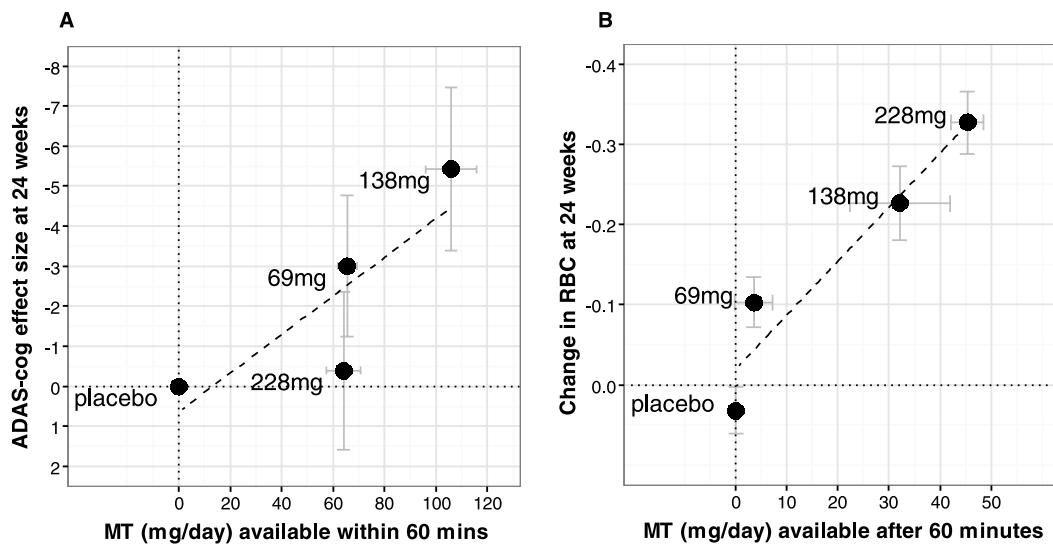 A
ADAS-cog effect size at 24 weeks
-8
-7
-6
-5
-4
-3
-2
-1
0
1
2
138mg
69mg
228mg
placebo
0 20 40 60 80 100 120
MT (mg/day) available within 60 mins
B
Change in RBC at 24 weeks
-0.4
-0.3
-0.2
-0.1
0.0
228mg
138mg
69mg
placebo
0 10 20 30 40 50
MT (mg/day) available after 60 minutes